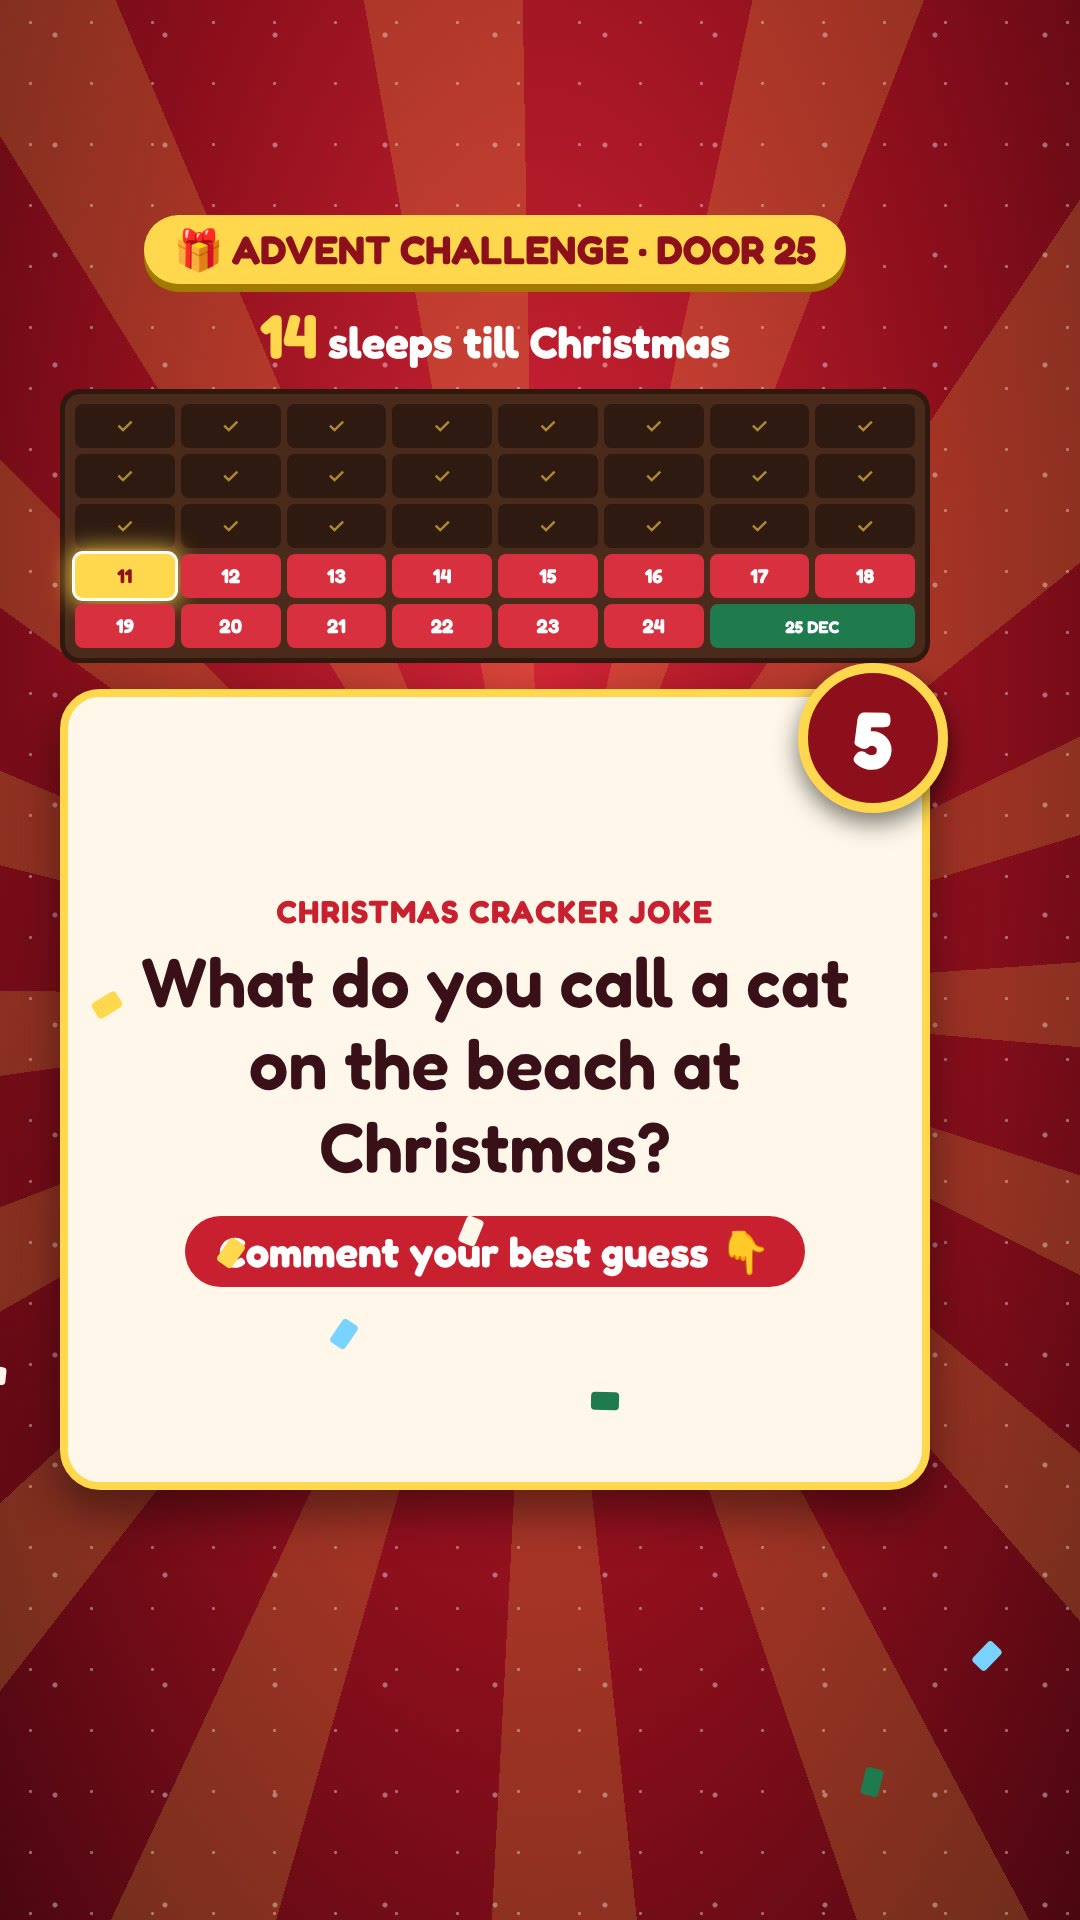 🎁 ADVENT CHALLENGE · DOOR 25
14 sleeps till Christmas
✓ ✓ ✓ ✓ ✓ ✓ ✓ ✓
✓ ✓ ✓ ✓ ✓ ✓ ✓ ✓
✓ ✓ ✓ ✓ ✓ ✓ ✓ ✓
11 12 13 14 15 16 17 18
19 20 21 22 23 24 25 DEC
5
CHRISTMAS CRACKER JOKE
What do you call a cat
on the beach at
Christmas?
Comment your best guess 👇